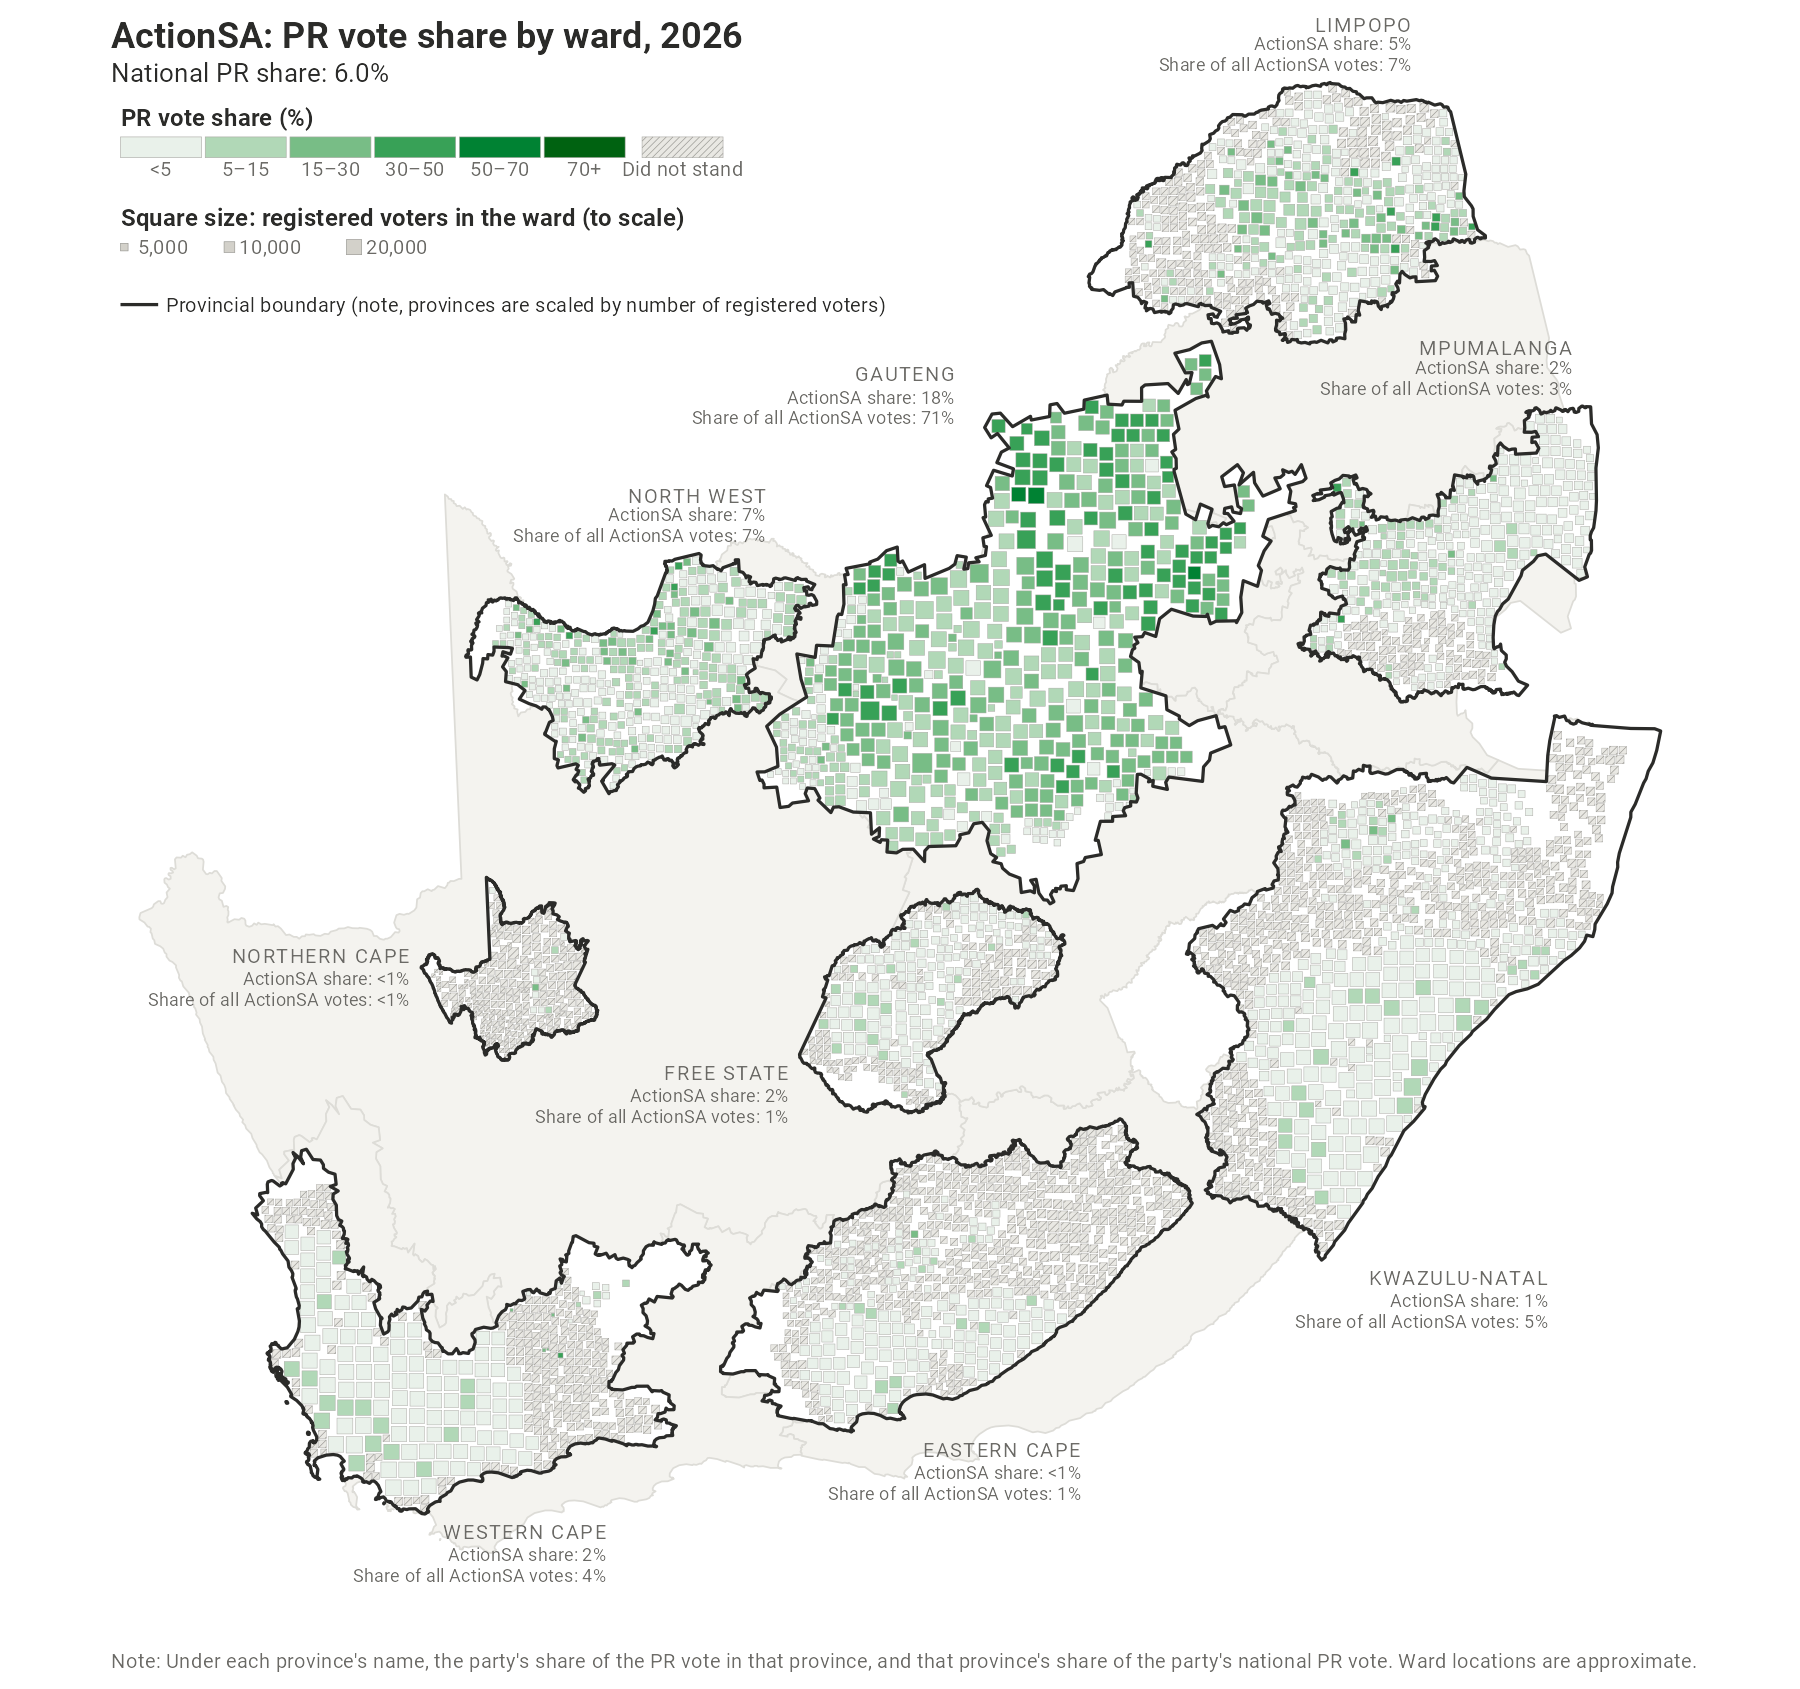 ActionSA: PR vote share by ward, 2026
National PR share: 6.0%
PR vote share (%)
<5 5–15 15–30 30–50 50–70 70+ Did not stand
Square size: registered voters in the ward (to scale)
5,000 10,000 20,000
Provincial boundary (note, provinces are scaled by number of registered voters)
LIMPOPO
ActionSA share: 5%
Share of all ActionSA votes: 7%
MPUMALANGA
ActionSA share: 2%
Share of all ActionSA votes: 3%
GAUTENG
ActionSA share: 18%
Share of all ActionSA votes: 71%
NORTH WEST
ActionSA share: 7%
Share of all ActionSA votes: 7%
NORTHERN CAPE
ActionSA share: <1%
Share of all ActionSA votes: <1%
FREE STATE
ActionSA share: 2%
Share of all ActionSA votes: 1%
KWAZULU-NATAL
ActionSA share: 1%
Share of all ActionSA votes: 5%
EASTERN CAPE
ActionSA share: <1%
Share of all ActionSA votes: 1%
WESTERN CAPE
ActionSA share: 2%
Share of all ActionSA votes: 4%
Note: Under each province's name, the party's share of the PR vote in that province, and that province's share of the party's national PR vote. Ward locations are approximate.